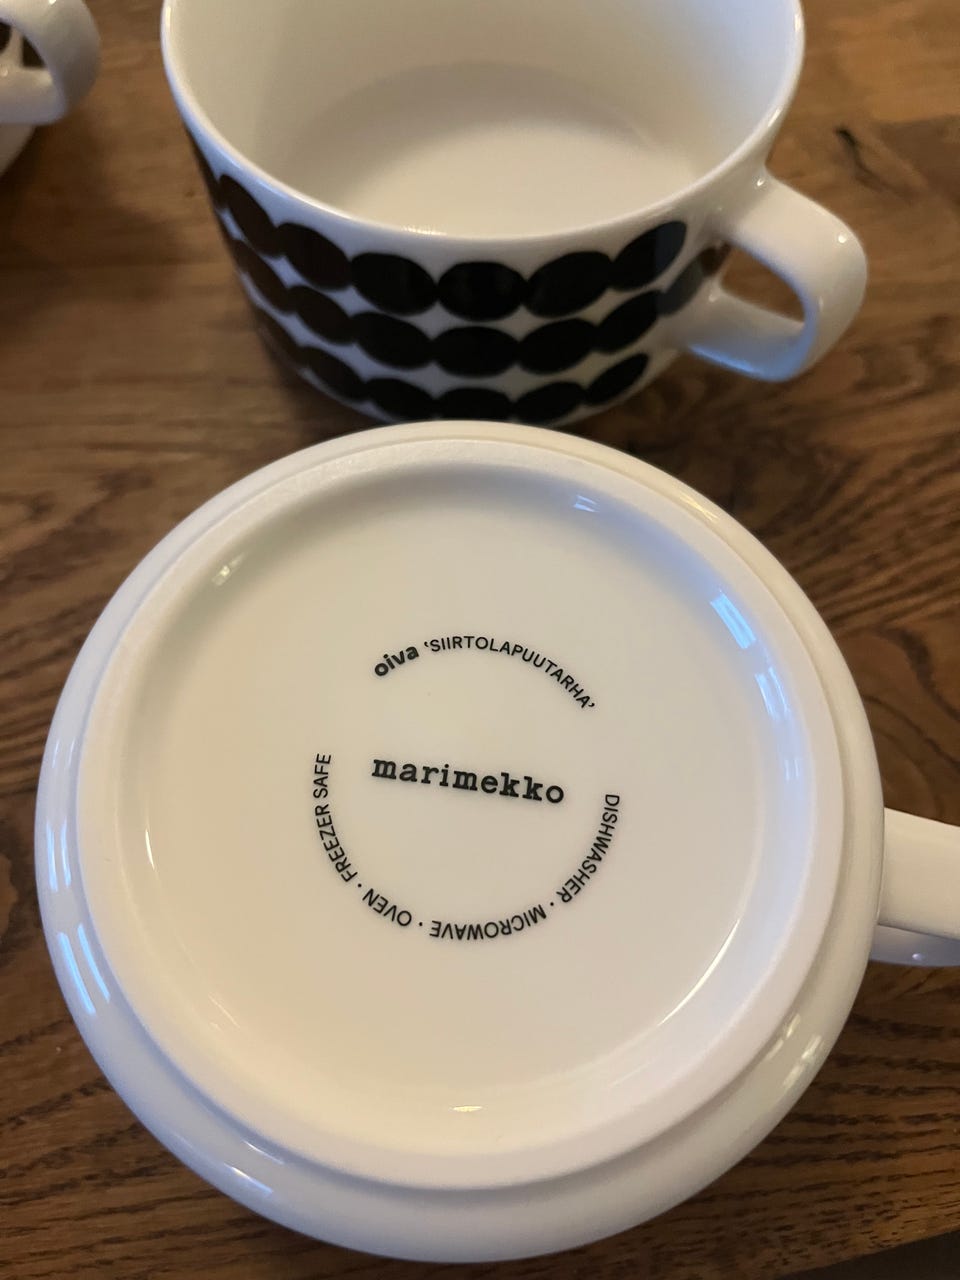 oiva ‘SIIRTOLAPUUTARHA’
marimekko
DISHWASHER · MICROWAVE · OVEN · FREEZER SAFE